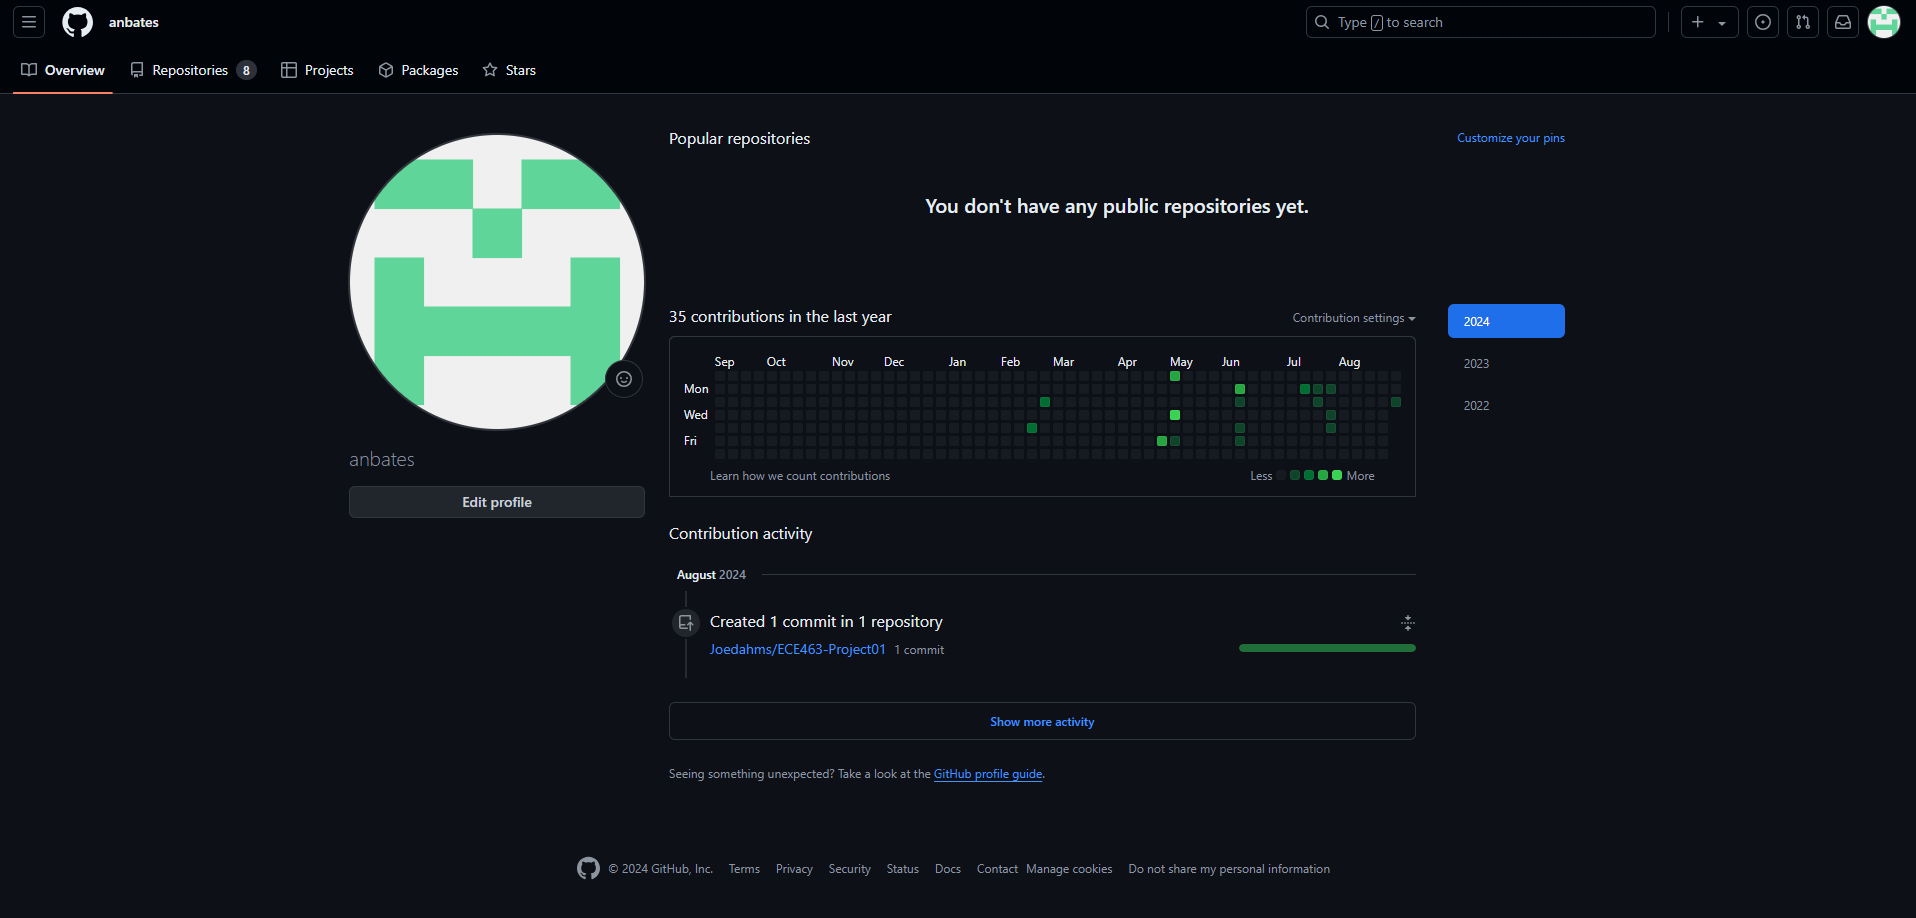 anbates
Type / to search
Overview Repositories 8 Projects Packages Stars
Popular repositories
Customize your pins
You don't have any public repositories yet.
35 contributions in the last year
Contribution settings
2024
2023
2022
Sep Oct Nov Dec Jan Feb Mar Apr May Jun Jul Aug
Mon
Wed
Fri
Learn how we count contributions
Less More
anbates
Edit profile
Contribution activity
August 2024
Created 1 commit in 1 repository
Joedahms/ECE463-Project01 1 commit
Show more activity
Seeing something unexpected? Take a look at the GitHub profile guide.
© 2024 GitHub, Inc. Terms Privacy Security Status Docs Contact Manage cookies Do not share my personal information